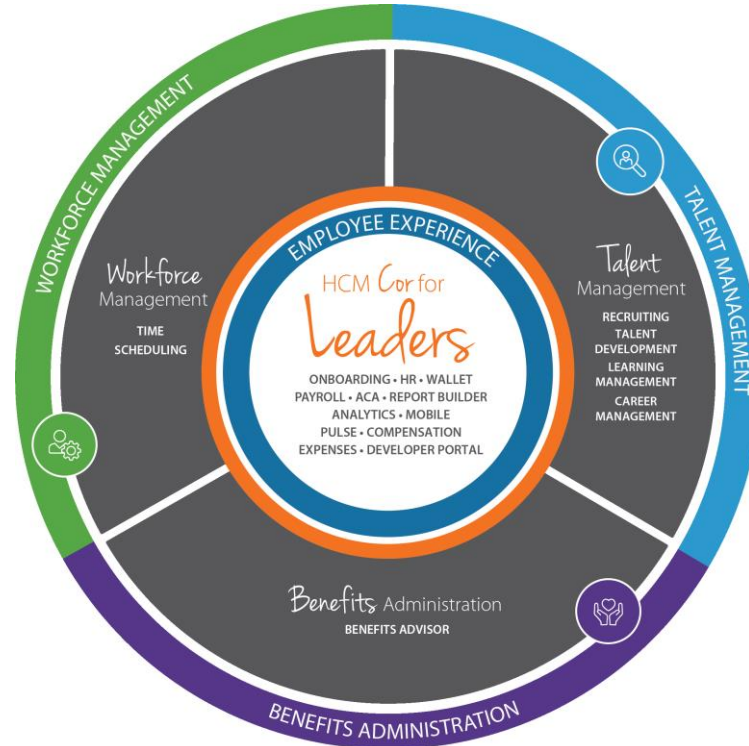 WORKFORCE MANAGEMENT
TALENT MANAGEMENT
BENEFITS ADMINISTRATION
EMPLOYEE EXPERIENCE
HCM Cor for
Leaders
ONBOARDING • HR • WALLET
PAYROLL • ACA • REPORT BUILDER
ANALYTICS • MOBILE
PULSE • COMPENSATION
EXPENSES • DEVELOPER PORTAL
Workforce
Management
TIME
SCHEDULING
Talent
Management
RECRUITING
TALENT
DEVELOPMENT
LEARNING
MANAGEMENT
CAREER
MANAGEMENT
Benefits Administration
BENEFITS ADVISOR